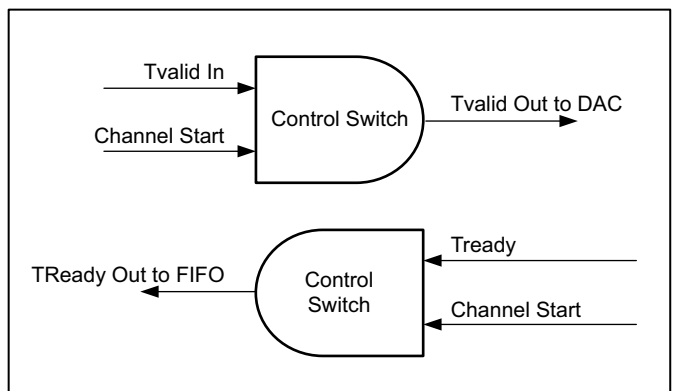 Tvalid In
Control Switch
Tvalid Out to DAC
Channel Start
Tready
TReady Out to FIFO
Control
Switch
Channel Start